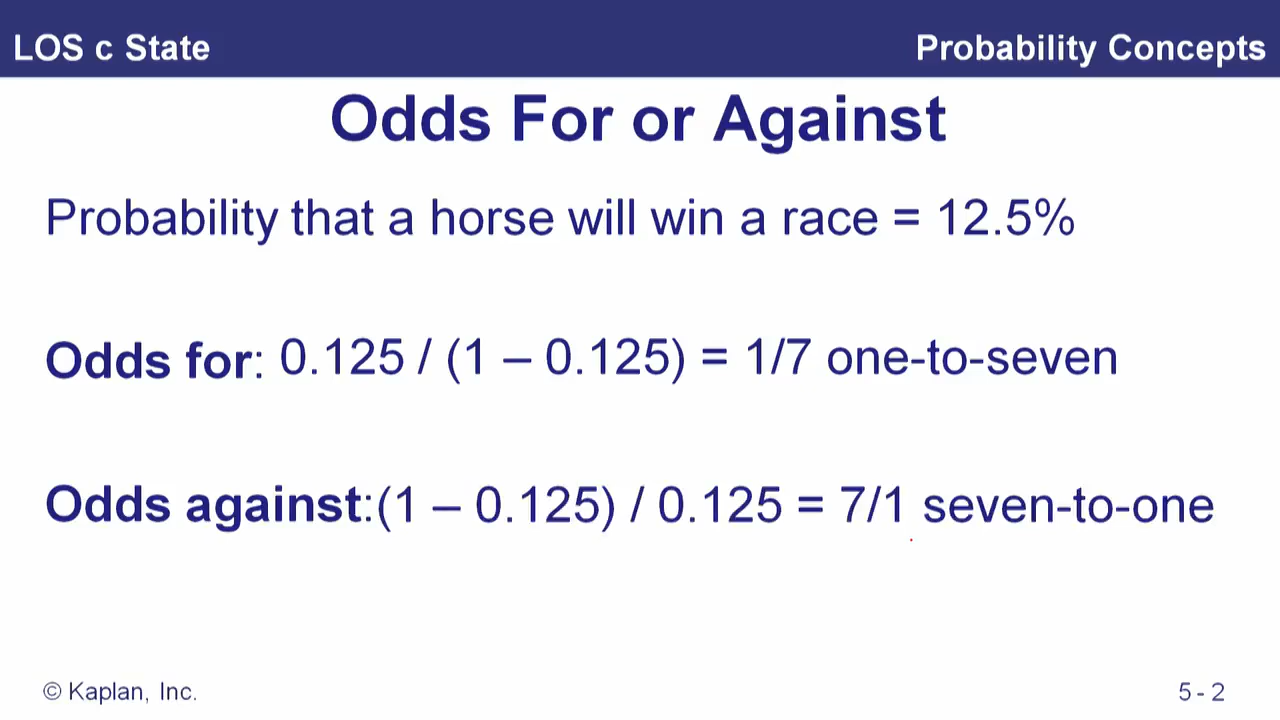 LOS c State
Probability Concepts
Odds For or Against
Probability that a horse will win a race = 12.5%
Odds for: 0.125 / (1 – 0.125) = 1/7 one-to-seven
Odds against:(1 – 0.125) / 0.125 = 7/1 seven-to-one
© Kaplan, Inc.
5 - 2